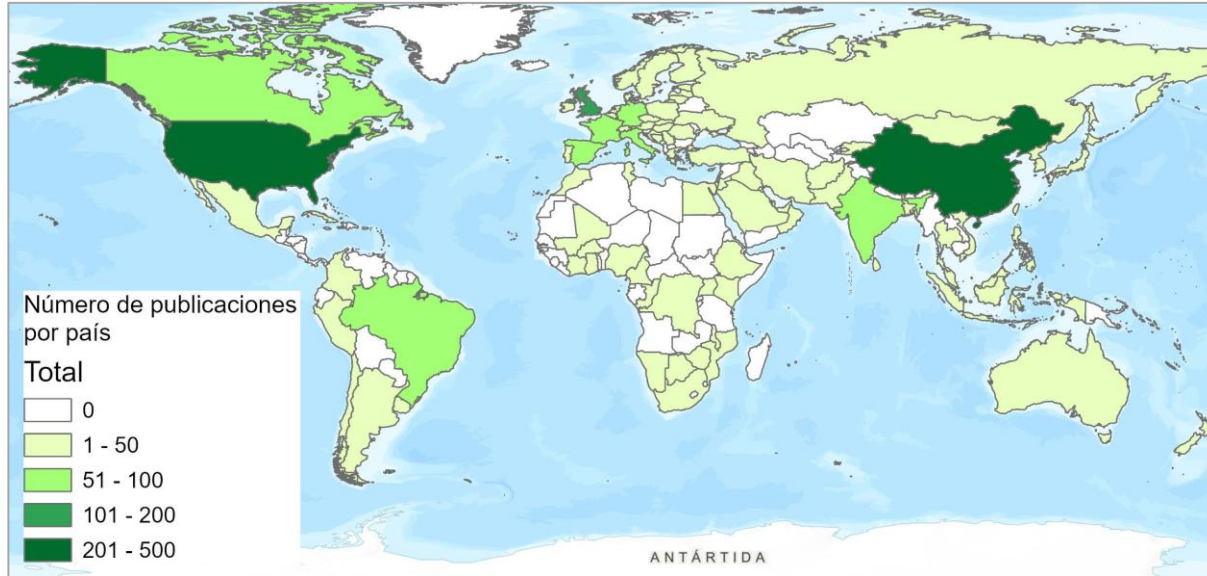 Número de publicaciones
por país
Total
0
1 - 50
51 - 100
101 - 200
201 - 500
ANTÁRTIDA